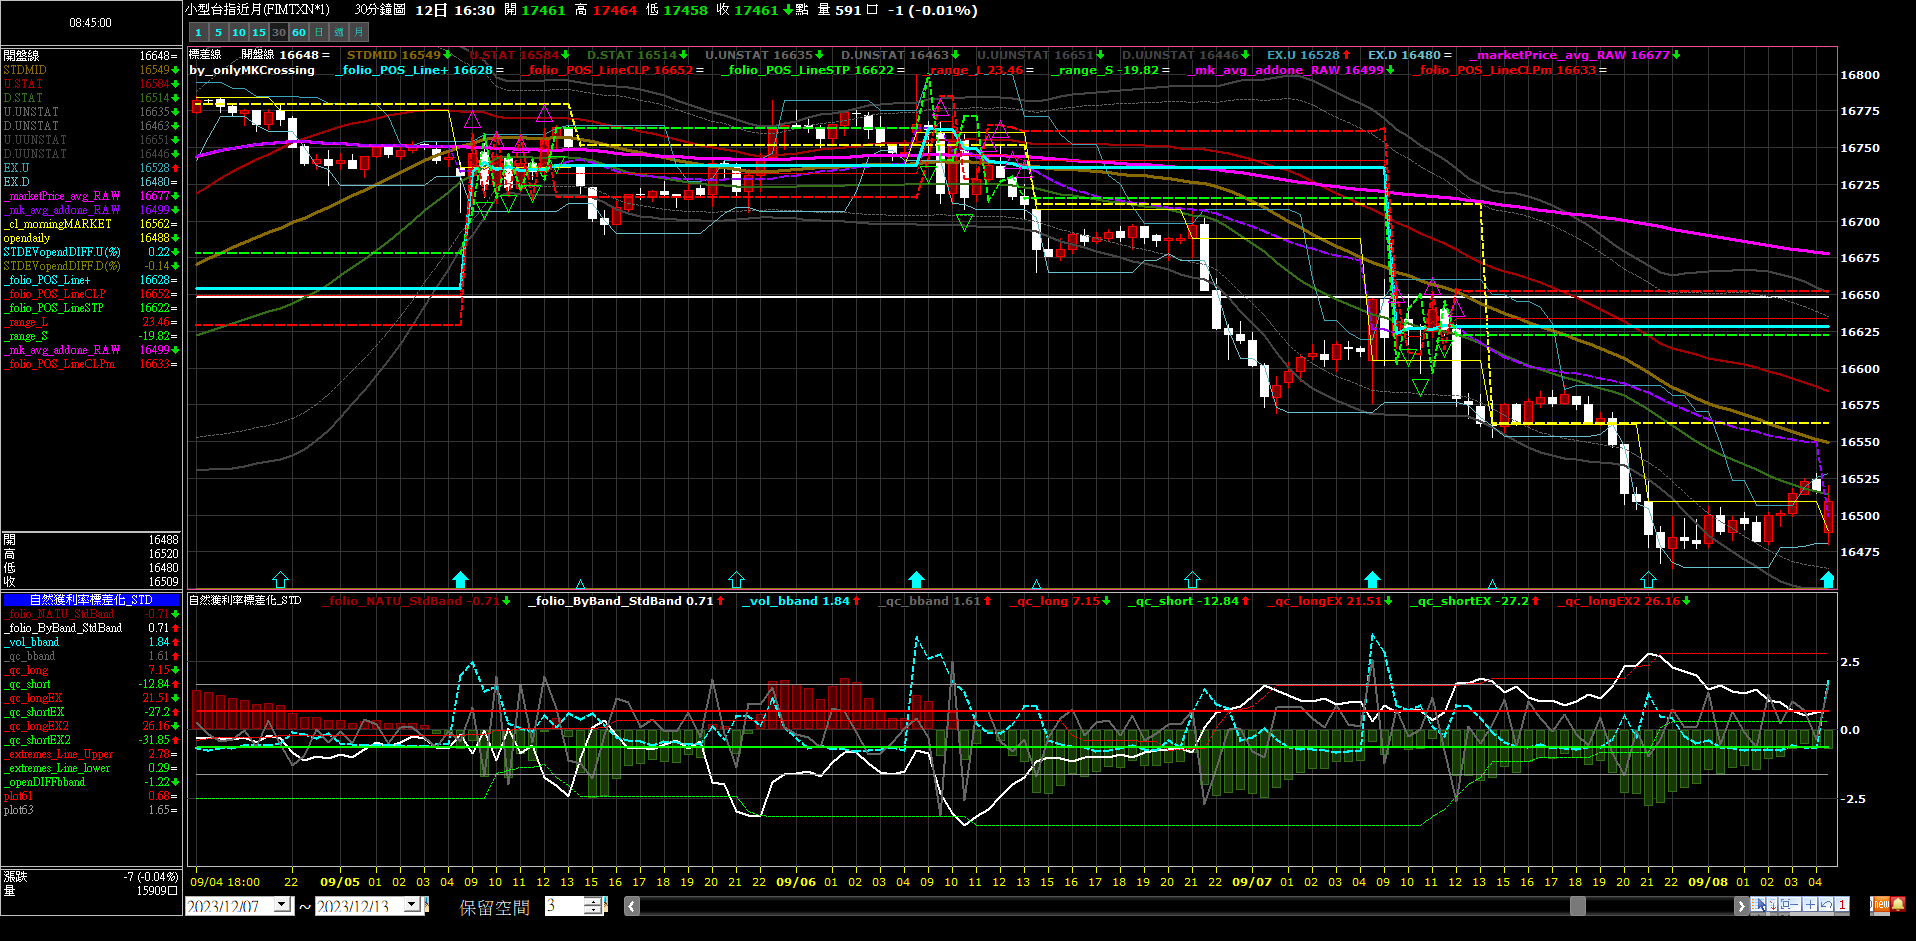 08:45:00
小型台指近月(FIMTXN*1) 30分鐘圖 12日 16:30 開 17461 高 17464 低 17458 收 17461 點 量 591口 -1 (-0.01%)
1 5 10 15 30 60 日 週 月
標差線 開盤線 16648 = STDMID 16549 U.STAT 16584 D.STAT 16514 U.UNSTAT 16635 D.UNSTAT 16463 U.UUNSTAT 16651 D.UUNSTAT 16446 EX.U 16528 EX.D 16480 = _marketPrice_avg_RAW 16677
by_onlyMKCrossing _folio_POS_Line+ 16628 = _folio_POS_LineCLP 16652 = _folio_POS_LineSTP 16622 = _range_L 23.46 = _range_S -19.82 = _mk_avg_addone_RAW 16499 _folio_POS_LineCLPm 16633 =
開盤線 16648=
STDMID 16549
U.STAT 16584
D.STAT 16514
U.UNSTAT 16635
D.UNSTAT 16463
U.UUNSTAT 16651
D.UUNSTAT 16446
EX.U 16528
EX.D 16480=
_marketPrice_avg_RAW 16677
_mk_avg_addona_RAW 16499
_cl_morningMARKET 16562=
opendaily 16488
STDEVopendDIFF.U(%) 0.22
STDEVopendDIFF.D(%) -0.14
_folio_POS_Line+ 16628=
_folio_POS_LineCLP 16652=
_folio_POS_LineSTP 16622=
_range_L 23.46=
_range_S -19.82=
_mk_avg_addone_RAW 16499
_folio_POS_LineCLPm 16633=
開 16488
高 16520
低 16480
收 16509
16800
16775
16750
16725
16700
16675
16650
16625
16600
16575
16550
16525
16500
16475
自然獲利率標差化_STD
_folio_NATU_StdBand -0.71
_folio_ByBand_StdBand 0.71
_vol_bband 1.84
_qc_bband 1.61
_qc_long 7.15
_qc_short -12.84
_qc_longEX 21.51
_qc_shortEX -27.2
_qc_longEX2 26.16
_qc_shortEX2 -31.85
_extremes_Line_Upper 2.78=
_extremes_Line_lower 0.29=
_openDIFFbband -1.22
plot61 0.68=
plot63 1.65=
自然獲利率標差化_STD _folio_NATU_StdBand -0.71 _folio_ByBand_StdBand 0.71 _vol_bband 1.84 _qc_bband 1.61 _qc_long 7.15 _qc_short -12.84 _qc_longEX 21.51 _qc_shortEX -27.2 _qc_longEX2 26.16
2.5
0.0
-2.5
漲跌 -7 (-0.04%)
量 15909口
09/04 18:00 22 09/05 01 02 03 04 09 10 11 12 13 15 16 17 18 19 20 21 22 09/06 01 02 03 04 09 10 11 12 13 15 16 17 18 19 20 21 22 09/07 01 02 03 04 09 10 11 12 13 15 16 17 18 19 20 21 22 09/08 01 02 03 04
2023/12/07 ~ 2023/12/13 保留空間 3
1 new